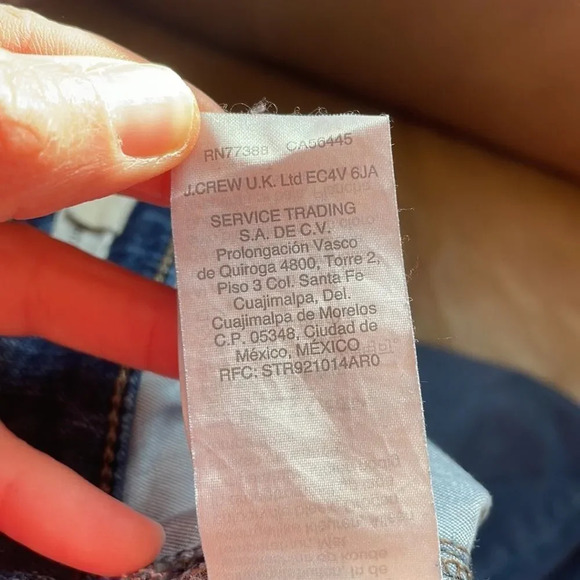 RN77388 CA56445
J.CREW U.K. Ltd EC4V 6JA
SERVICE TRADING
S.A. DE C.V.
Prolongación Vasco
de Quiroga 4800, Torre 2,
Piso 3 Col. Santa Fe
Cuajimalpa, Del.
Cuajimalpa de Morelos
C.P. 05348, Ciudad de
México, MÉXICO
RFC: STR921014AR0